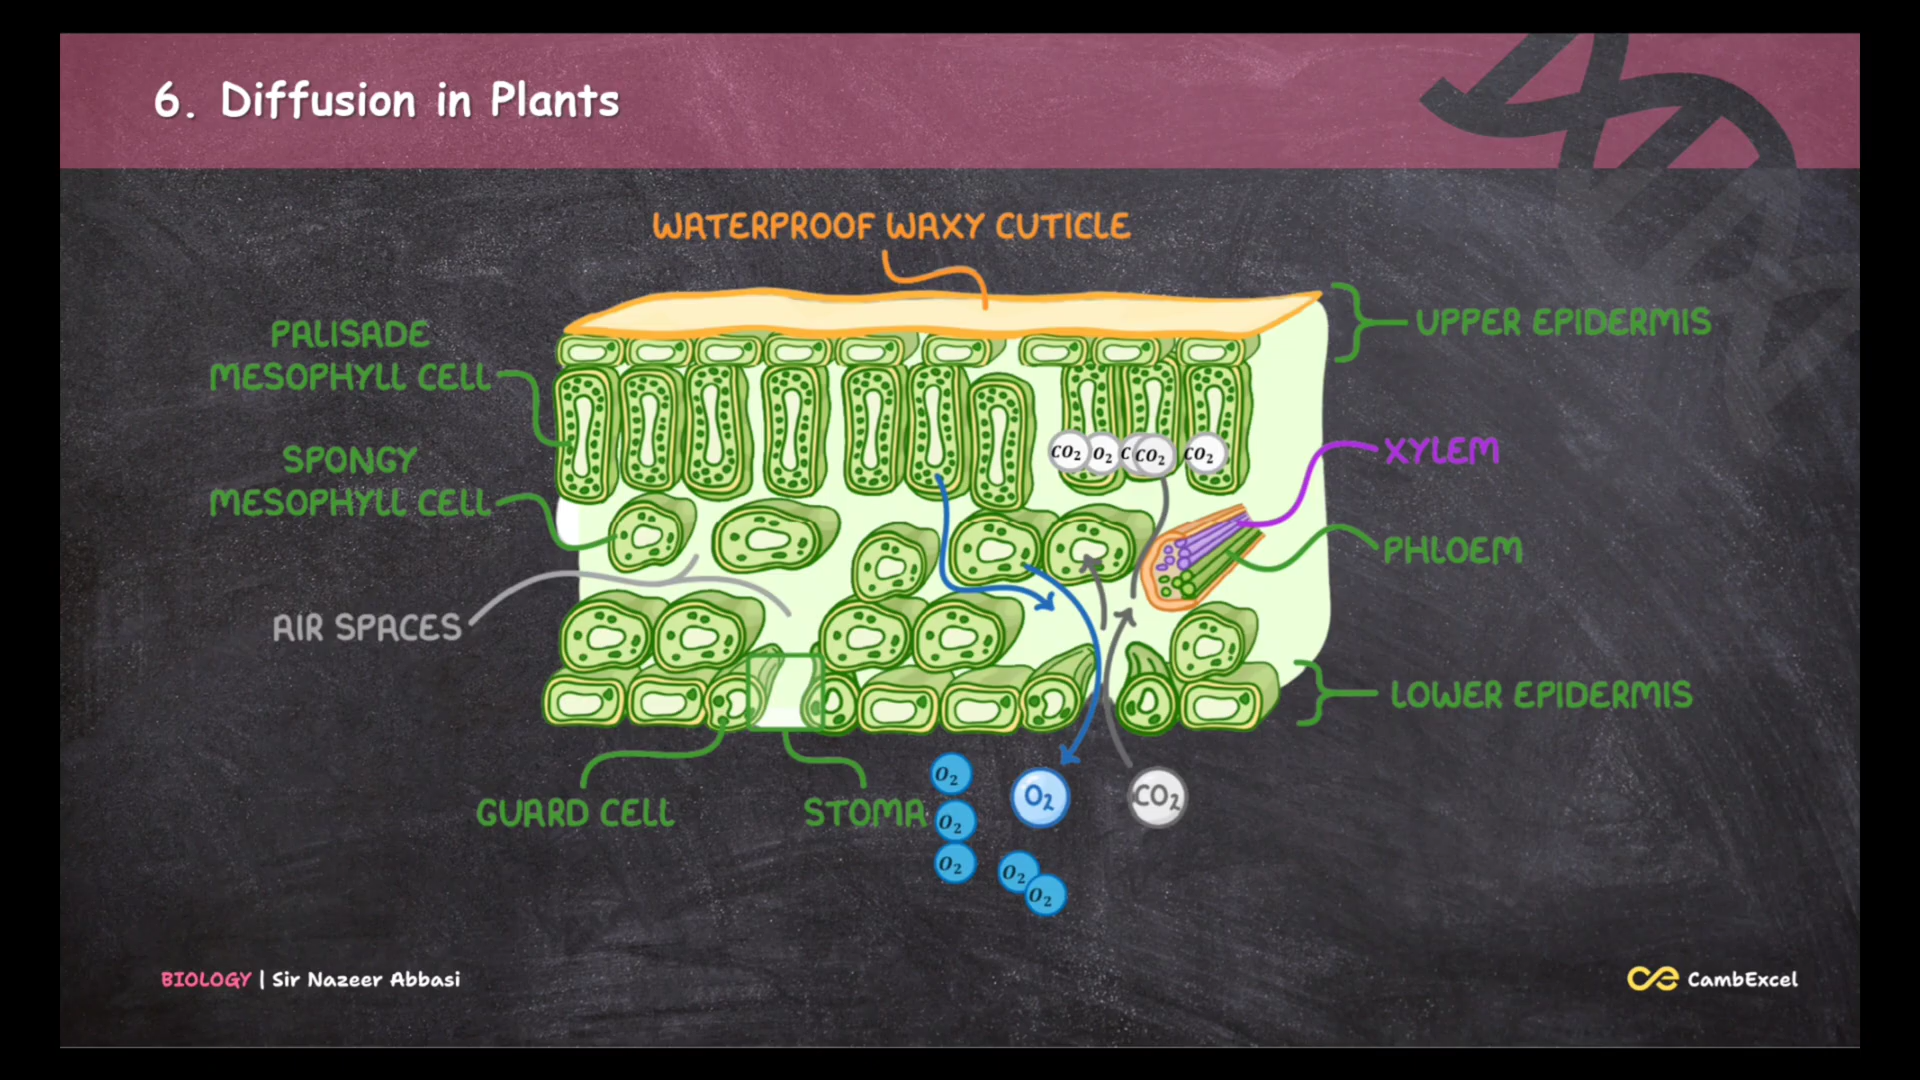 6. Diffusion in Plants
WATERPROOF WAXY CUTICLE
PALISADE
MESOPHYLL CELL
UPPER EPIDERMIS
SPONGY
MESOPHYLL CELL
CO₂ O₂ C CO₂ CO₂
XYLEM
PHLOEM
AIR SPACES
LOWER EPIDERMIS
GUARD CELL
STOMA
O₂
O₂
O₂
O₂
CO₂
O₂
O₂
BIOLOGY | Sir Nazeer Abbasi
CambExcel